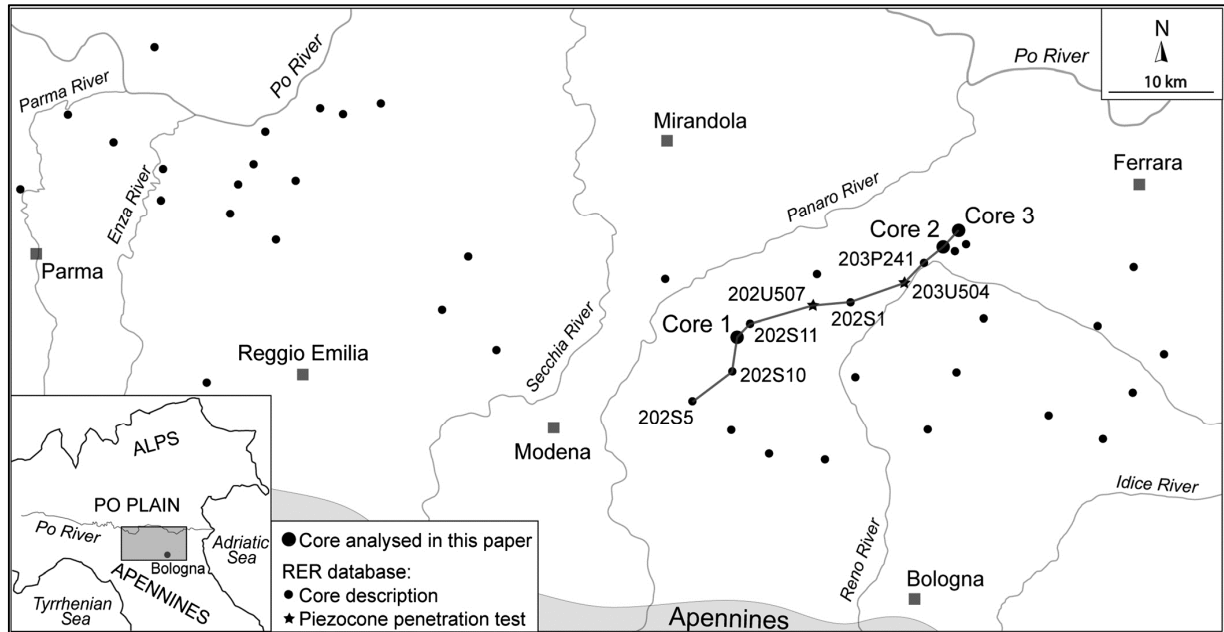 N
10 km
Po River
Po River
Parma River
Mirandola
Ferrara
Enza River
Panaro River
Core 3
Core 2
203P241
Parma
202U507
203U504
202S1
Core 1
202S11
Secchia River
Reggio Emilia
202S10
202S5
Modena
ALPS
Idice River
PO PLAIN
Po River
Adriatic
Sea
Bologna
APENNINES
Tyrrhenian
Sea
Core analysed in this paper
RER database:
Core description
Piezocone penetration test
Reno River
Bologna
Apennines